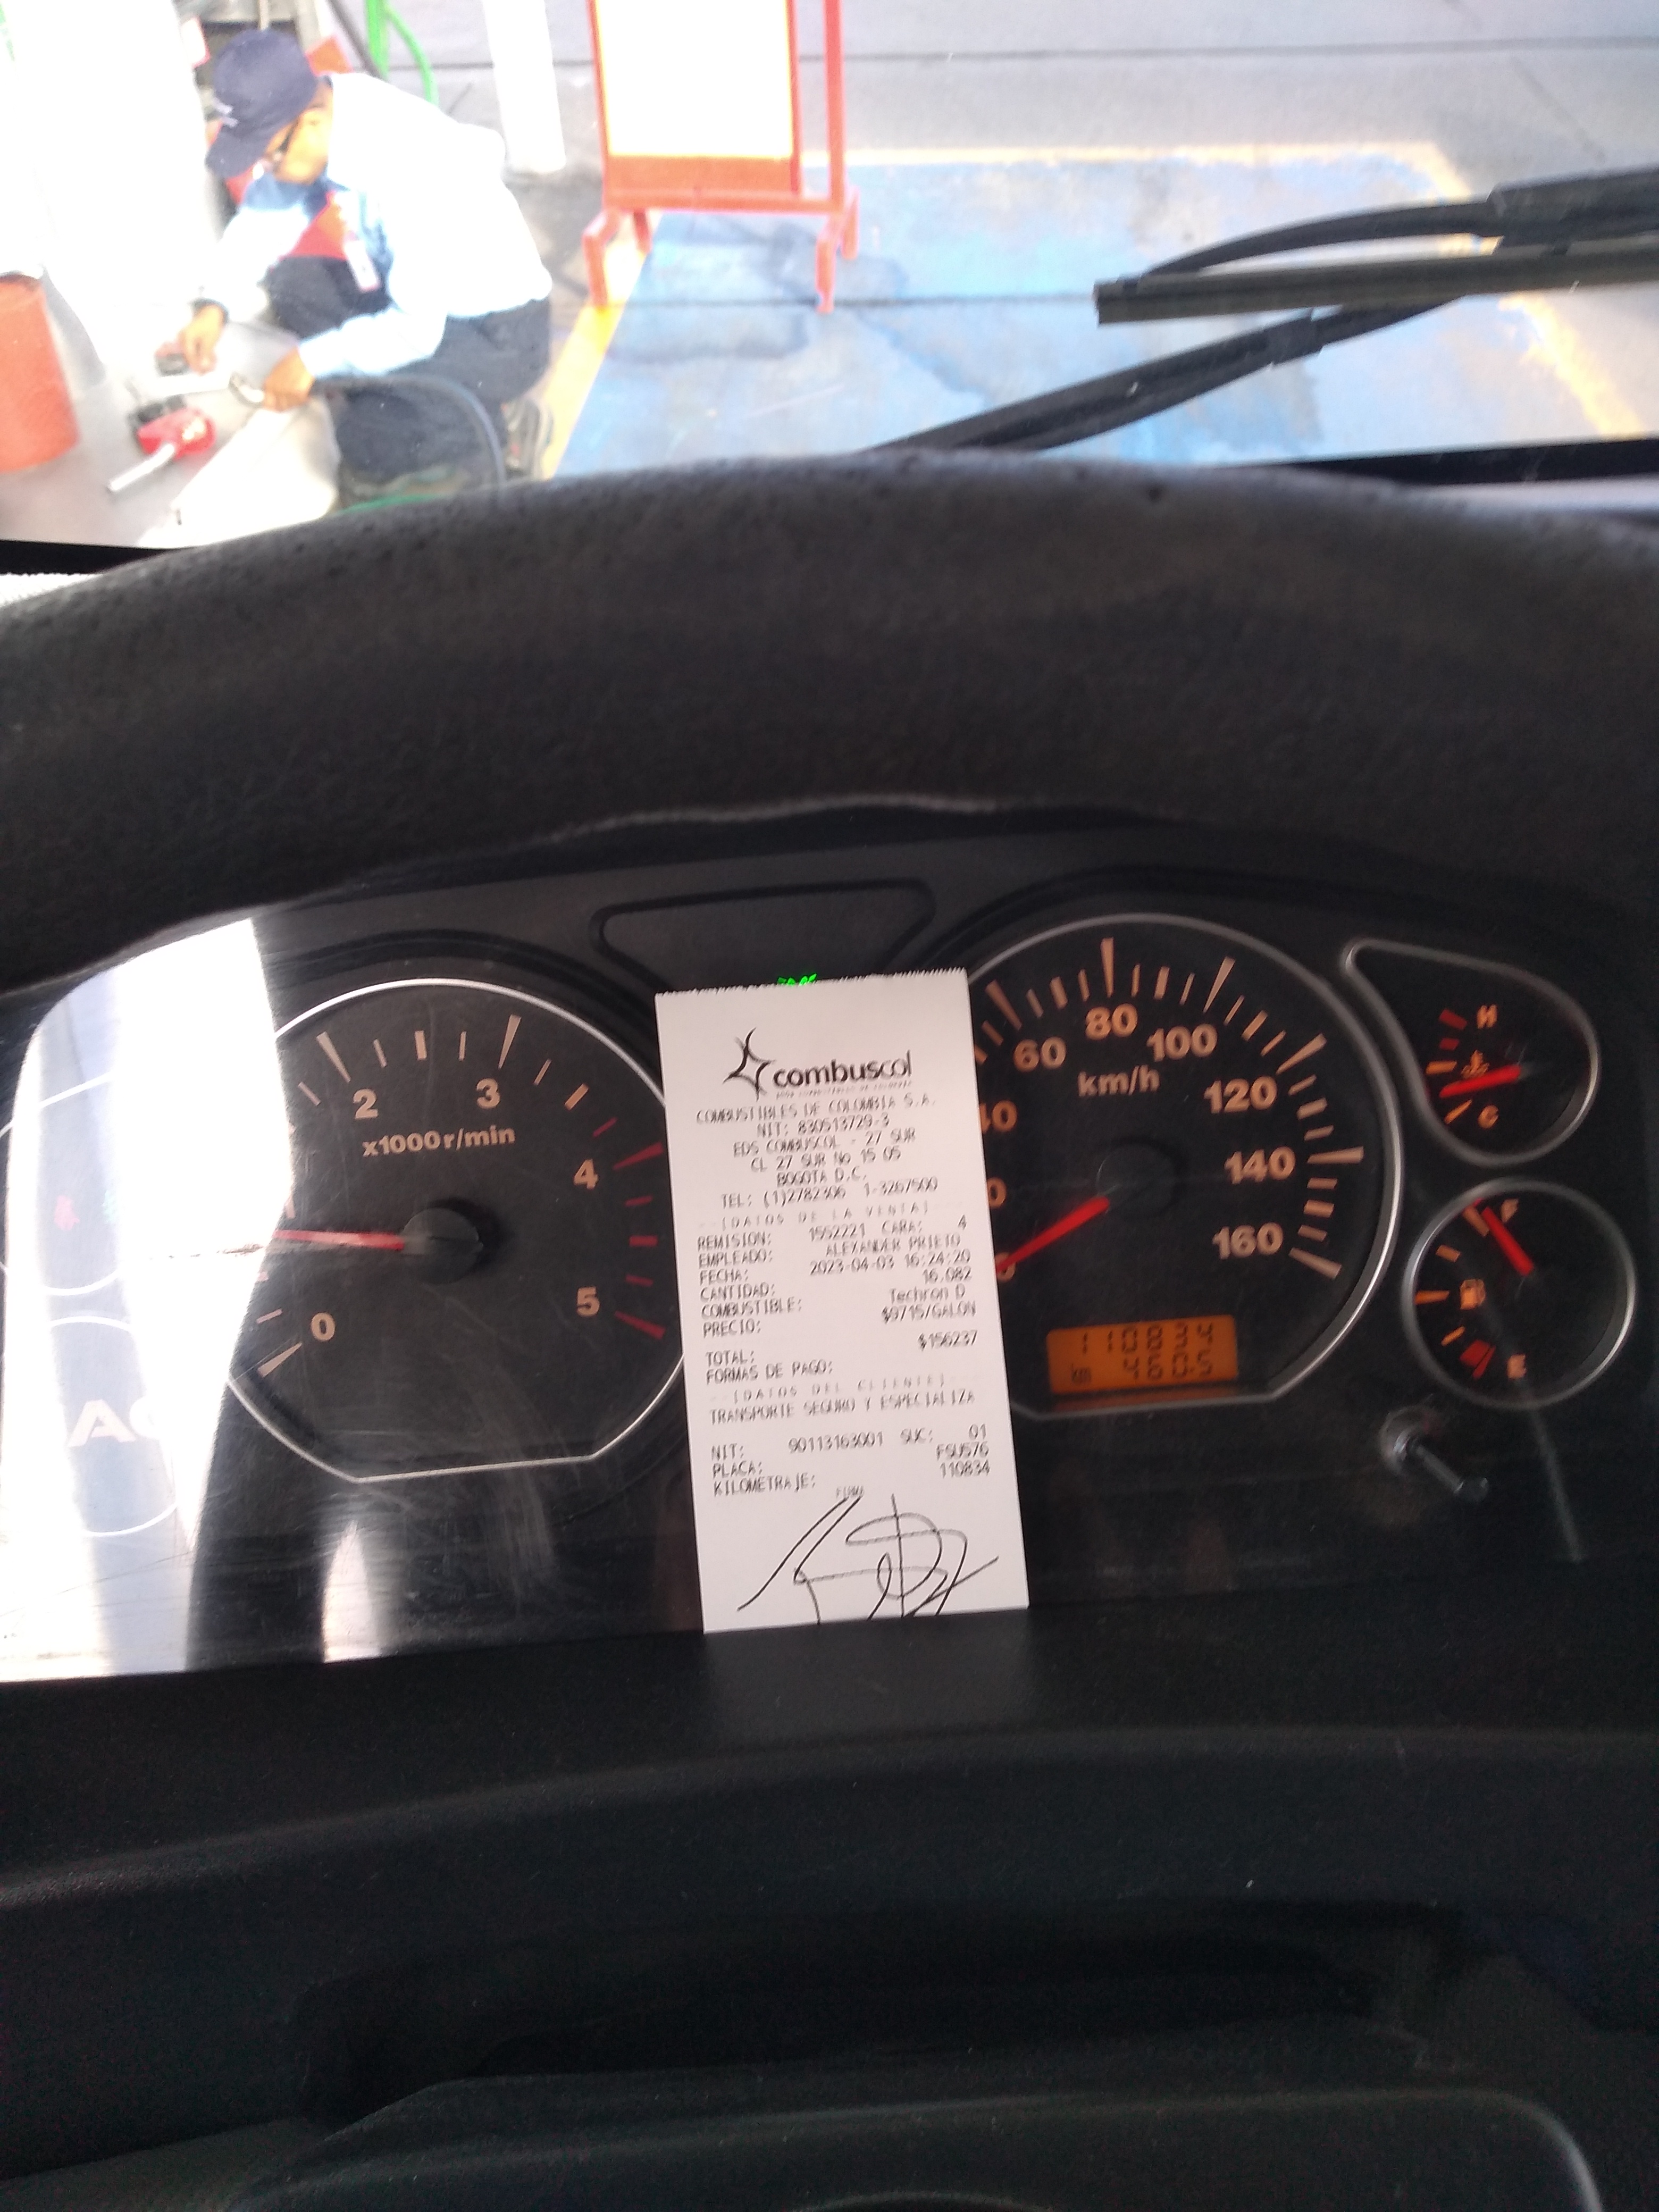 combuscol
COMBUSTIBLES DE COLOMBIA S.A.
NIT: 830513729-3
EDS COMBUSCOL - 27 SUR
CL 27 SUR No 15 05
BOGOTA D.C.
TEL: (1)2782306 1-3267500
--[DATOS DE LA VENTA]--
REMISION: 1552221 CARA: 4
EMPLEADO: ALEXANDER PRIETO
FECHA: 2023-04-03 16:24:20
CANTIDAD: 16.082
COMBUSTIBLE: Techron D
PRECIO: $9715/GALON
TOTAL: $156237
FORMAS DE PAGO:
--[DATOS DEL CLIENTE]--
TRANSPORTE SEGURO Y ESPECIALIZA
NIT: 90113163001 SUC: 01
PLACA: FSU576
KILOMETRAJE: 110834
0
2
3
4
5
x1000r/min
60
80
100
120
140
160
km/h
H
C
F
E